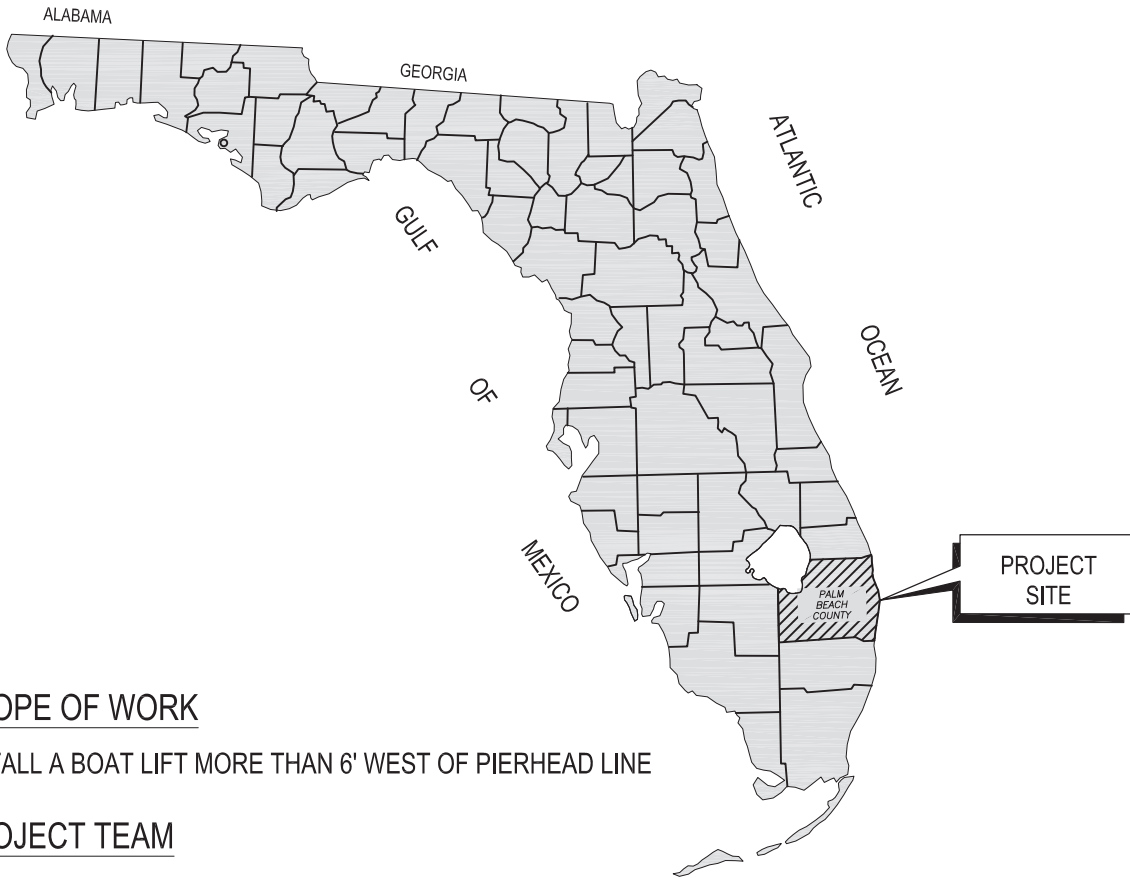 ALABAMA
GEORGIA
ATLANTIC
OCEAN
GULF
OF
MEXICO
PALM
BEACH
COUNTY
PROJECT
SITE
OPE OF WORK
ALL A BOAT LIFT MORE THAN 6' WEST OF PIERHEAD LINE
OJECT TEAM